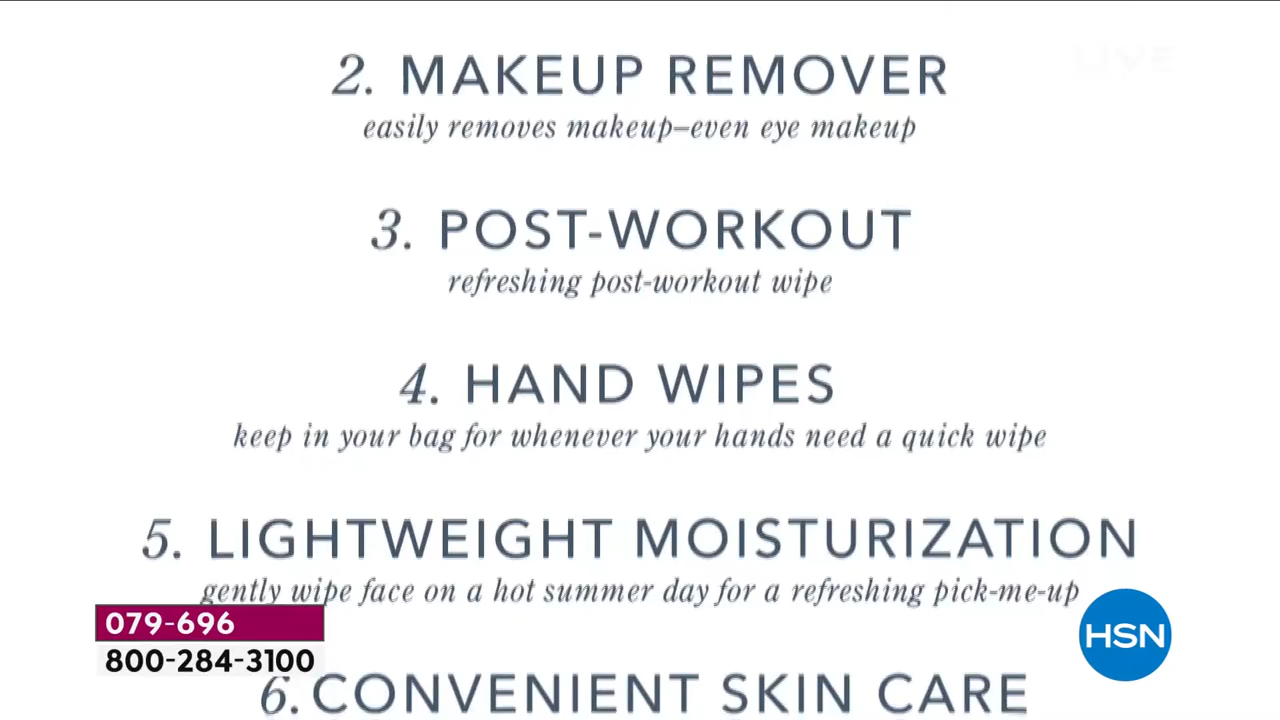 LIVE
2. MAKEUP REMOVER
easily removes makeup–even eye makeup
3. POST-WORKOUT
refreshing post-workout wipe
4. HAND WIPES
keep in your bag for whenever your hands need a quick wipe
5. LIGHTWEIGHT MOISTURIZATION
gently wipe face on a hot summer day for a refreshing pick-me-up
079-696
800-284-3100
HSN
6. CONVENIENT SKIN CARE